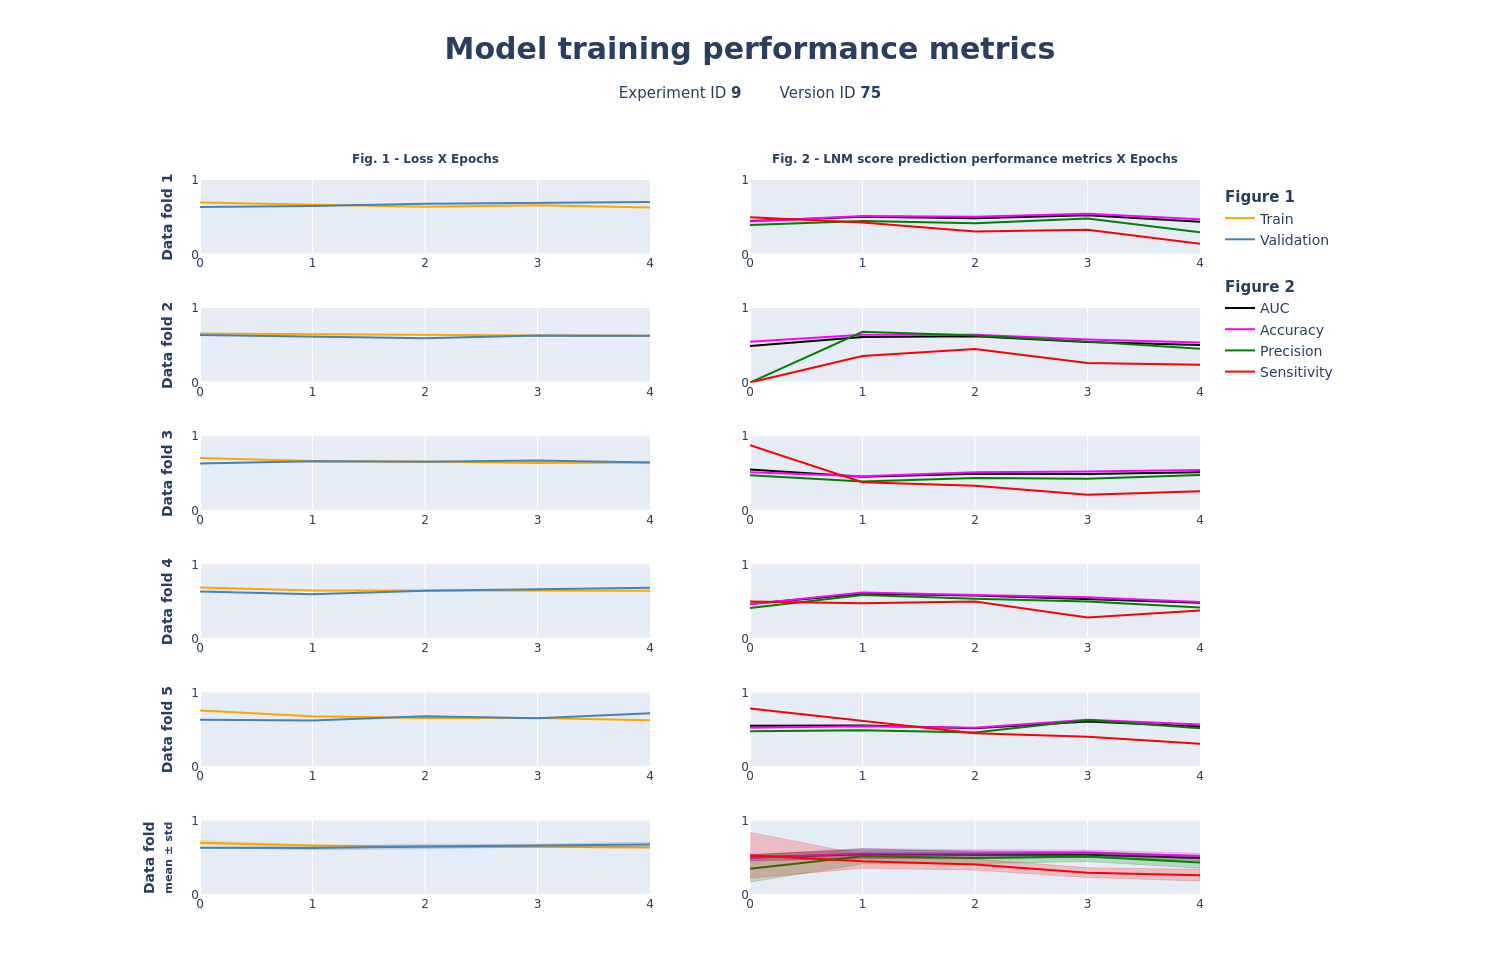 Model training performance metrics
Experiment ID 9 Version ID 75
Fig. 1 - Loss X Epochs
Fig. 2 - LNM score prediction performance metrics X Epochs
Data fold 1
1
0
0 1 2 3 4
1
0
0 1 2 3 4
Data fold 2
1
0
0 1 2 3 4
1
0
0 1 2 3 4
Data fold 3
1
0
0 1 2 3 4
1
0
0 1 2 3 4
Data fold 4
1
0
0 1 2 3 4
1
0
0 1 2 3 4
Data fold 5
1
0
0 1 2 3 4
1
0
0 1 2 3 4
Data fold
mean ± std
1
0
0 1 2 3 4
1
0
0 1 2 3 4
Figure 1
Train
Validation
Figure 2
AUC
Accuracy
Precision
Sensitivity